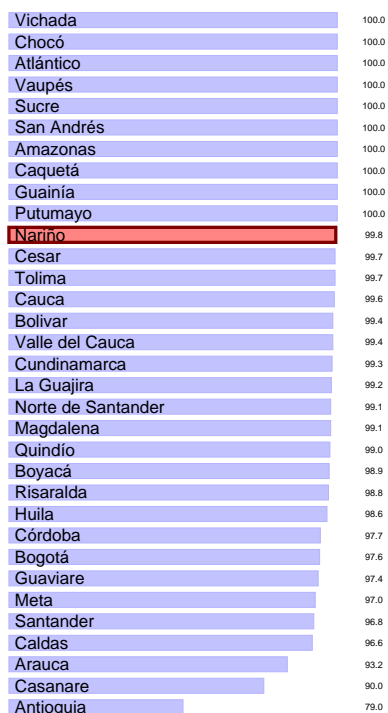 Vichada 100.0
Chocó 100.0
Atlántico 100.0
Vaupés 100.0
Sucre 100.0
San Andrés 100.0
Amazonas 100.0
Caquetá 100.0
Guainía 100.0
Putumayo 100.0
Nariño 99.8
Cesar 99.7
Tolima 99.7
Cauca 99.6
Bolivar 99.4
Valle del Cauca 99.4
Cundinamarca 99.3
La Guajira 99.2
Norte de Santander 99.1
Magdalena 99.1
Quindío 99.0
Boyacá 98.9
Risaralda 98.8
Huila 98.6
Córdoba 97.7
Bogotá 97.6
Guaviare 97.4
Meta 97.0
Santander 96.8
Caldas 96.6
Arauca 93.2
Casanare 90.0
Antioquia 79.0